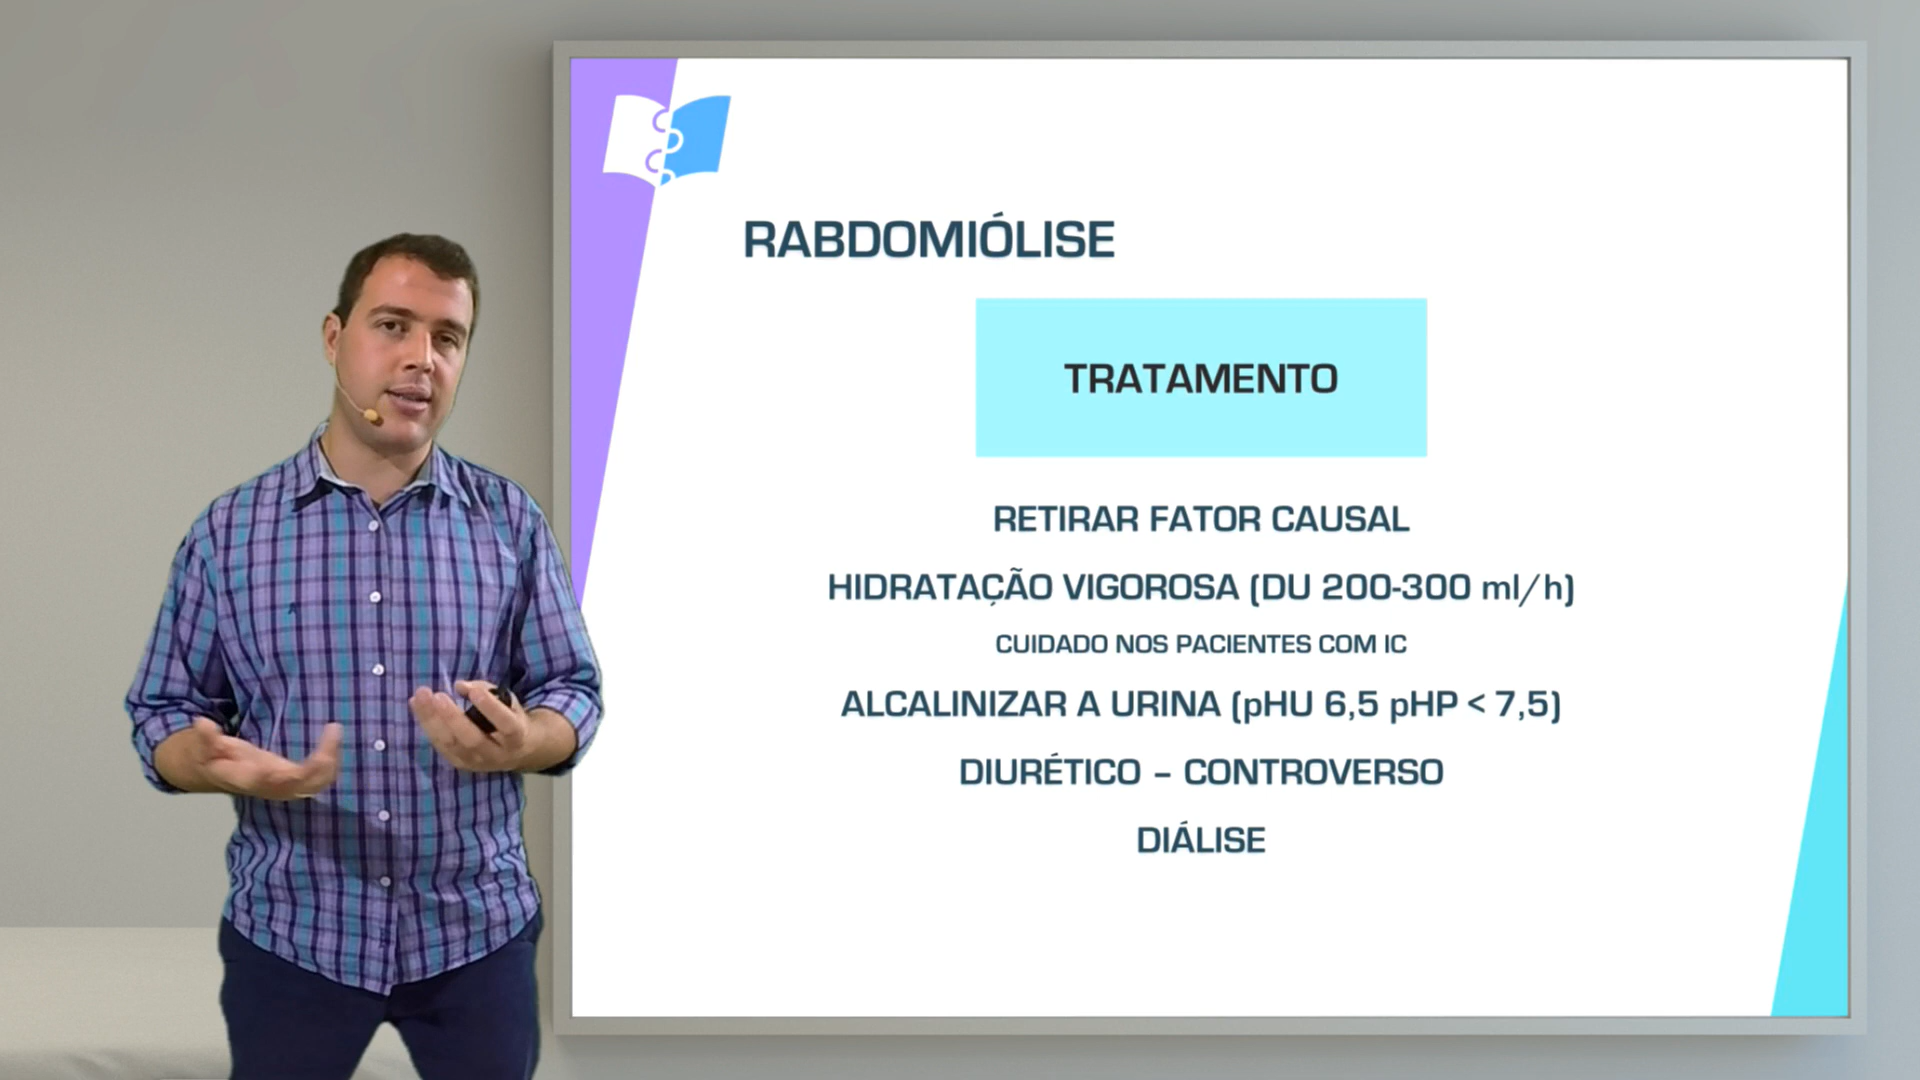 RABDOMIÓLISE
TRATAMENTO
RETIRAR FATOR CAUSAL
HIDRATAÇÃO VIGOROSA (DU 200-300 ml/h)
CUIDADO NOS PACIENTES COM IC
ALCALINIZAR A URINA (pHU 6,5 pHP < 7,5)
DIURÉTICO – CONTROVERSO
DIÁLISE